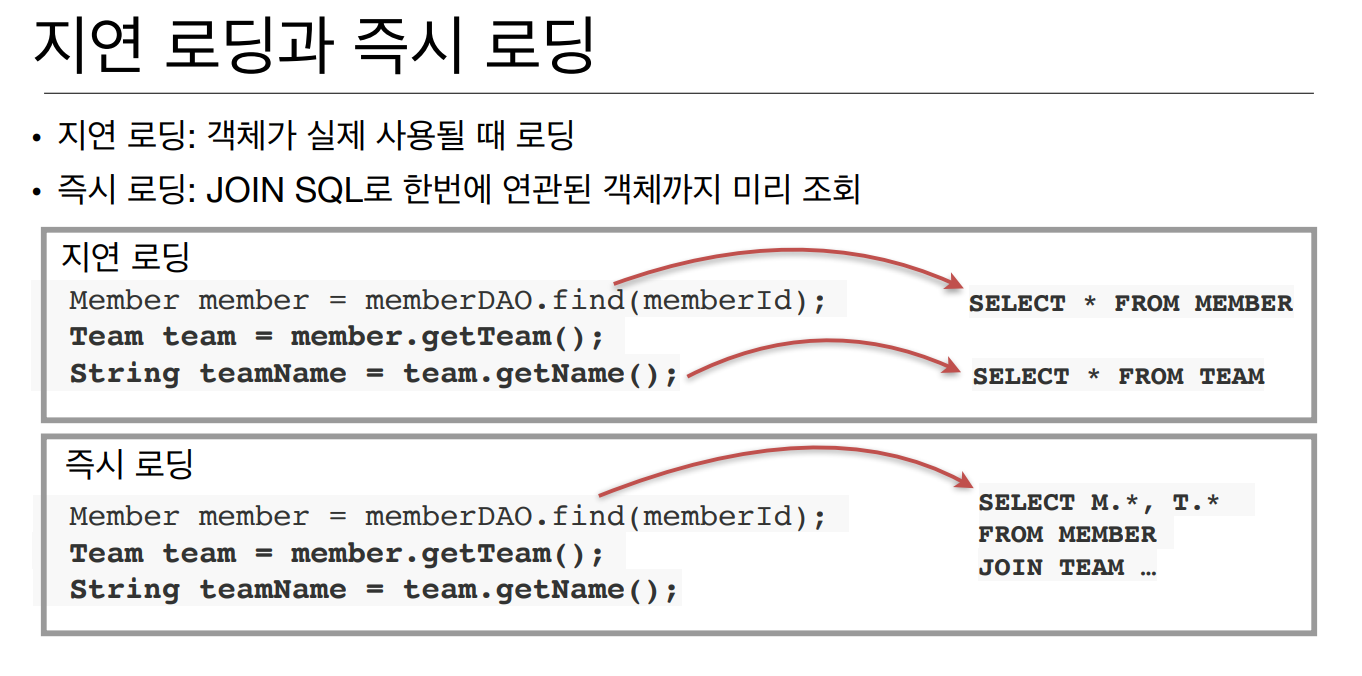 지연 로딩과 즉시 로딩
• 지연 로딩: 객체가 실제 사용될 때 로딩
• 즉시 로딩: JOIN SQL로 한번에 연관된 객체까지 미리 조회
지연 로딩
Member member = memberDAO.find(memberId);
Team team = member.getTeam();
String teamName = team.getName();
SELECT * FROM MEMBER
SELECT * FROM TEAM
즉시 로딩
Member member = memberDAO.find(memberId);
Team team = member.getTeam();
String teamName = team.getName();
SELECT M.*, T.*
FROM MEMBER
JOIN TEAM …